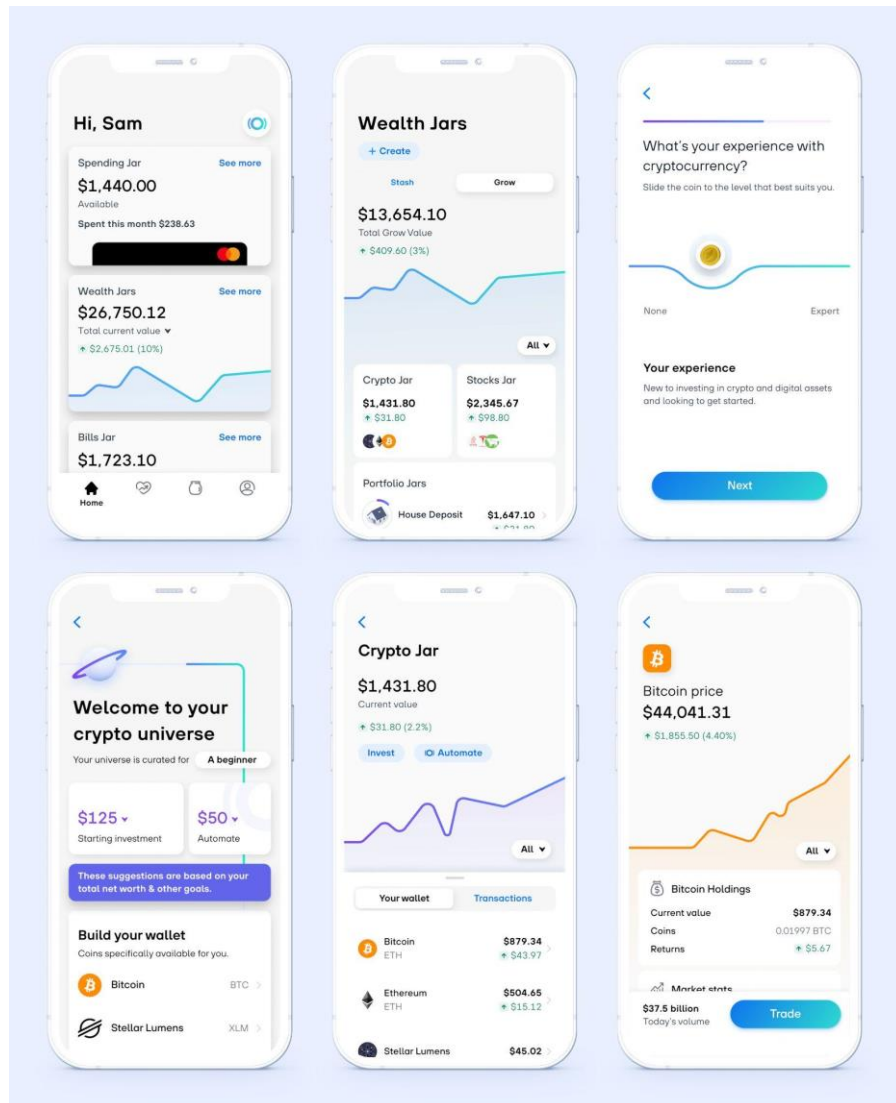 Hi, Sam
Spending Jar See more
$1,440.00
Available
Spent this month $238.63
Wealth Jars See more
$26,750.12
Total current value
$2,675.01 (10%)
Bills Jar See more
$1,723.10
Home
Wealth Jars
+ Create
Stash Grow
$13,654.10
Total Grow Value
$409.60 (3%)
All
Crypto Jar Stocks Jar
$1,431.80 $2,345.67
$31.80 $98.80
Portfolio Jars
House Deposit $1,647.10
What's your experience with
cryptocurrency?
Slide the coin to the level that best suits you.
None Expert
Your experience
New to investing in crypto and digital assets
and looking to get started.
Next
Welcome to your
crypto universe
Your universe is curated for A beginner
$125 $50
Starting investment Automate
These suggestions are based on your
total net worth & other goals.
Build your wallet
Coins specifically available for you.
Bitcoin BTC
Stellar Lumens XLM
Crypto Jar
$1,431.80
Current value
$31.80 (2.2%)
Invest Automate
All
Your wallet Transactions
Bitcoin $879.34
ETH $43.97
Ethereum $504.65
ETH $15.12
Stellar Lumens $45.02
Bitcoin price
$44,041.31
$1,855.50 (4.40%)
All
Bitcoin Holdings
Current value $879.34
Coins 0.01997 BTC
Returns $5.67
Market stats
$37.5 billion
Today's volume
Trade